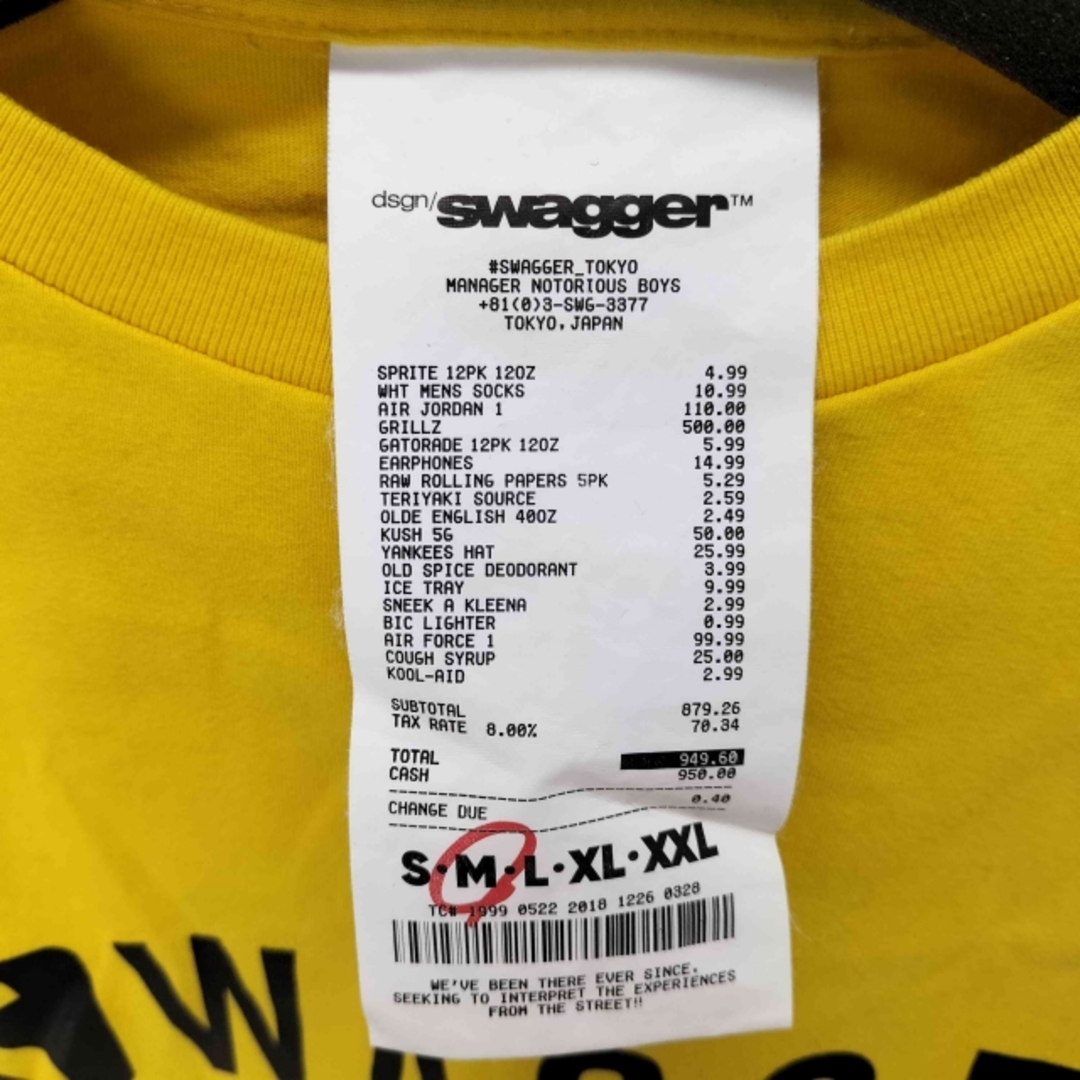 dsgn/swagger™
#SWAGGER_TOKYO
MANAGER NOTORIOUS BOYS
+81(0)3-SWG-3377
TOKYO.JAPAN
SPRITE 12PK 12OZ 4.99
WHT MENS SOCKS 10.99
AIR JORDAN 1 110.00
GRILLZ 500.00
GATORADE 12PK 12OZ 5.99
EARPHONES 14.99
RAW ROLLING PAPERS 5PK 5.29
TERIYAKI SOURCE 2.59
OLDE ENGLISH 40OZ 2.49
KUSH 5G 50.00
YANKEES HAT 25.99
OLD SPICE DEODORANT 3.99
ICE TRAY 9.99
SNEEK A KLEENA 2.99
BIC LIGHTER 0.99
AIR FORCE 1 99.99
COUGH SYRUP 25.00
KOOL-AID 2.99
SUBTOTAL 879.26
TAX RATE 8.00% 70.34
TOTAL 949.60
CASH 950.00
CHANGE DUE 0.40
S·M·L·XL·XXL
TC# 1999 0522 2018 1226 0328
WE'VE BEEN THERE EVER SINCE.
SEEKING TO INTERPRET THE EXPERIENCES
FROM THE STREET!!